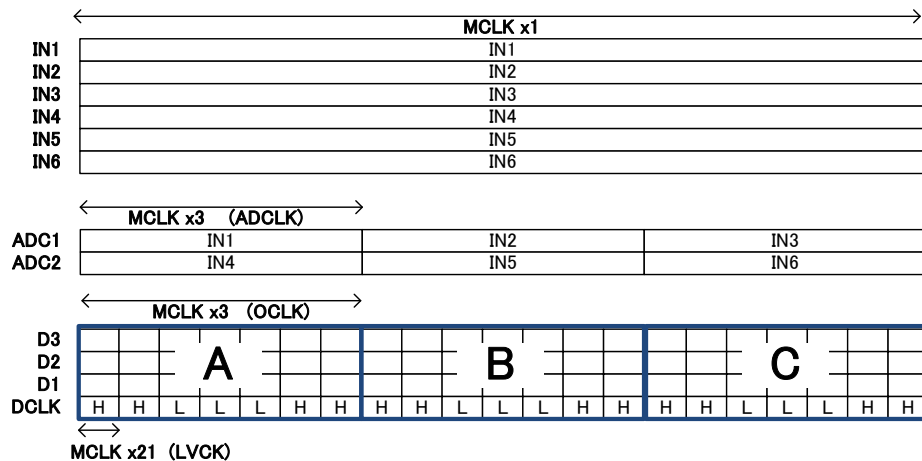 MCLK x1
IN1 IN1
IN2 IN2
IN3 IN3
IN4 IN4
IN5 IN5
IN6 IN6
MCLK x3 (ADCLK)
ADC1 IN1 IN2 IN3
ADC2 IN4 IN5 IN6
MCLK x3 (OCLK)
D3
D2 A B C
D1
DCLK H H L L L H H H H L L L H H H H L L L H H
MCLK x21 (LVCK)